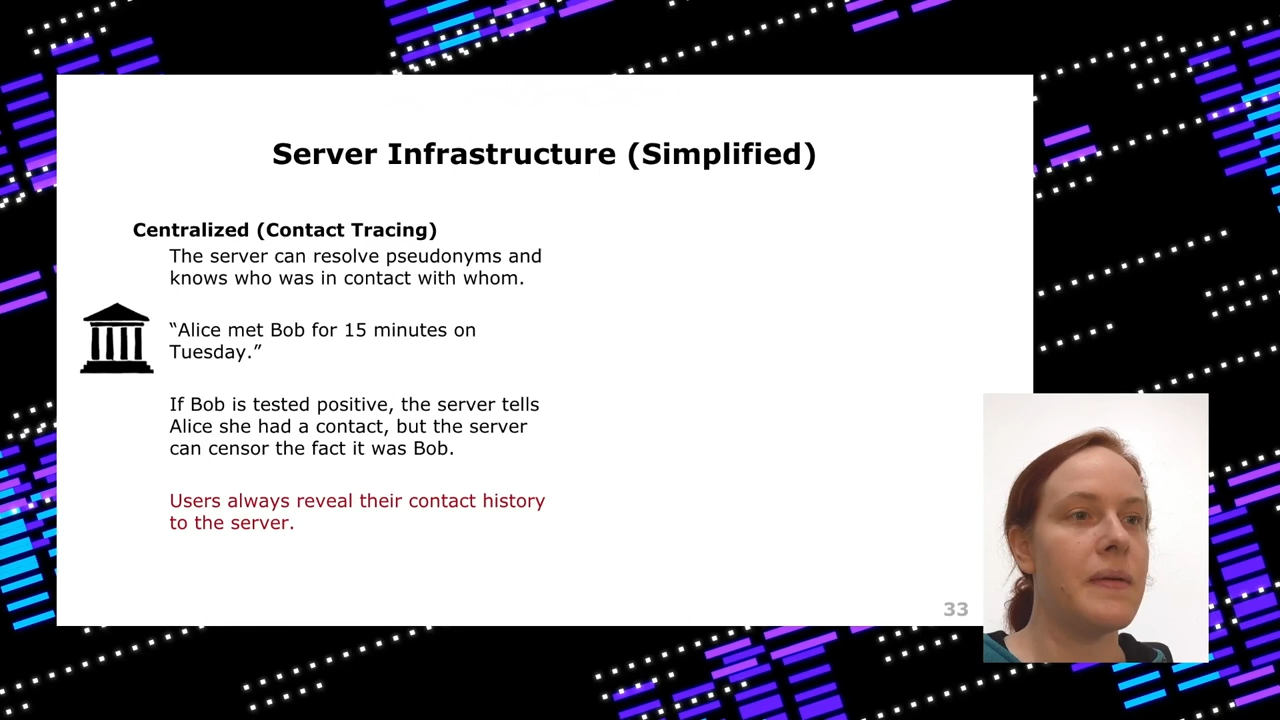 Server Infrastructure (Simplified)
Centralized (Contact Tracing)
The server can resolve pseudonyms and
knows who was in contact with whom.
“Alice met Bob for 15 minutes on
Tuesday.”
If Bob is tested positive, the server tells
Alice she had a contact, but the server
can censor the fact it was Bob.
Users always reveal their contact history
to the server.
33